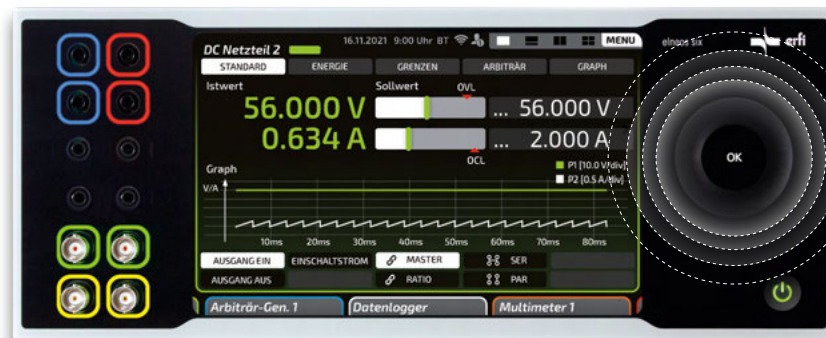 DC Netzteil 2
16.11.2021 9:00 Uhr BT
MENU
elneos six
erfi
STANDARD ENERGIE GRENZEN ARBITRÄR GRAPH
Istwert Sollwert OVL
56.000 V ... 56.000 V
0.634 A ... 2.000 A
OCL
OK
Graph
P1 [10.0 V/div]
V/A
P2 [0.5 A/div]
10ms 20ms 30ms 40ms 50ms 60ms 70ms 80ms
AUSGANG EIN EINSCHALTSTROM MASTER SER
AUSGANG AUS RATIO PAR
Arbiträr-Gen. 1 Datenlogger Multimeter 1